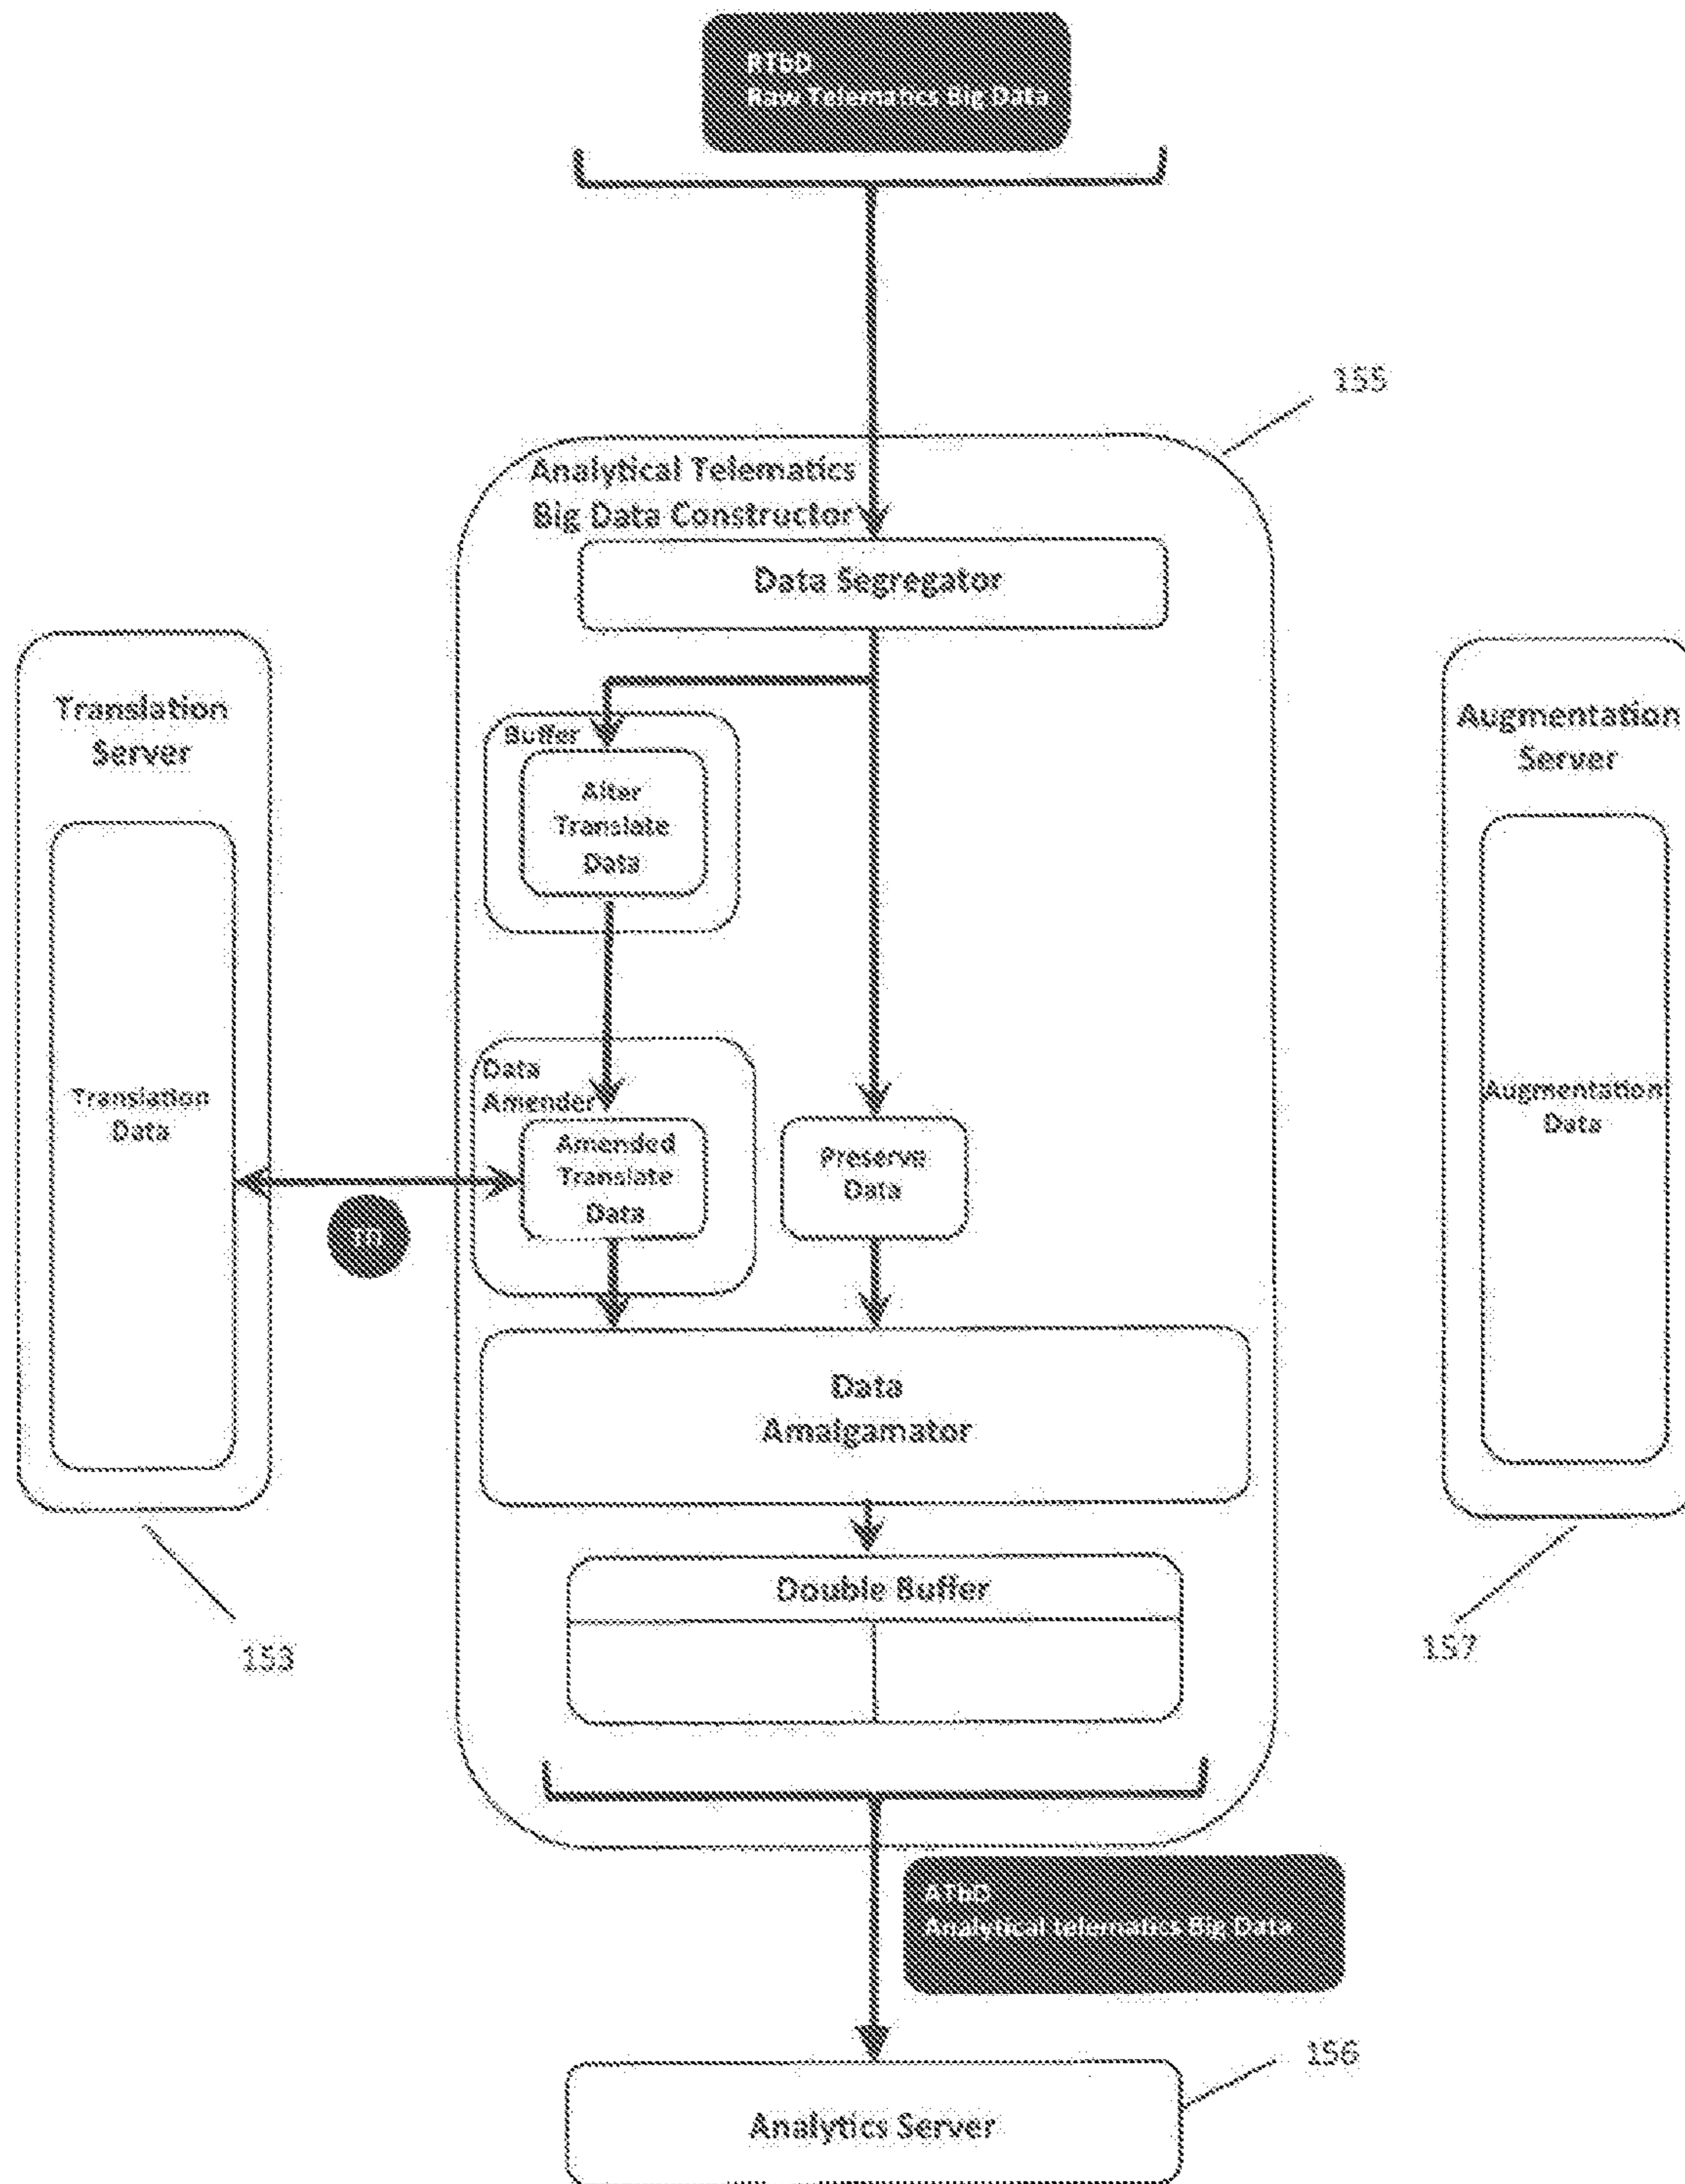 RTbD
Raw Telematics Big Data
155
Analytical Telematics
Big Data Constructor
Data Segregator
Translation
Server
Augmentation
Server
Buffer
Alter
Translate
Data
Translation
Data
Data
Amender
Amended
Translate
Data
Preserve
Data
Augmentation
Data
Data
Amalgamator
Double Buffer
153
157
ATbD
Analytical telematics Big Data
156
Analytics Server